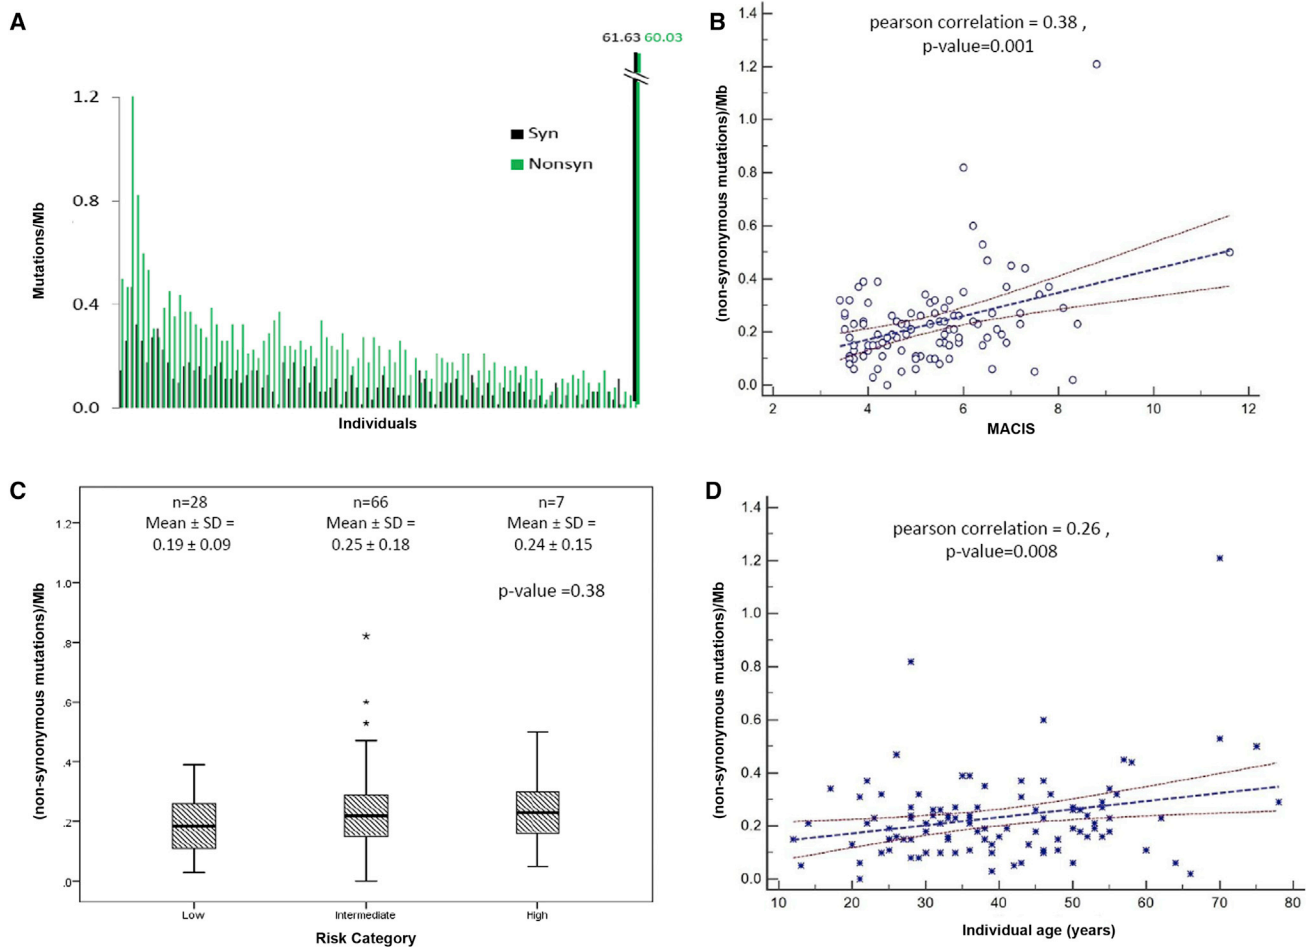 A
61.63 60.03
1.2
0.8
0.4
0.0
Mutations/Mb
Syn
Nonsyn
Individuals
B
pearson correlation = 0.38 ,
p-value=0.001
1.4
1.2
1.0
0.8
0.6
0.4
0.2
0.0
(non-synonymous mutations)/Mb
2 4 6 8 10 12
MACIS
C
n=28 n=66 n=7
Mean ± SD = Mean ± SD = Mean ± SD =
0.19 ± 0.09 0.25 ± 0.18 0.24 ± 0.15
p-value =0.38
1.2
1.0
.8
.6
.4
.2
.0
(non-synonymous mutations)/Mb
Low Intermediate High
Risk Category
D
pearson correlation = 0.26 ,
p-value=0.008
1.4
1.2
1.0
0.8
0.6
0.4
0.2
0.0
(non-synonymous mutations)/Mb
10 20 30 40 50 60 70 80
Individual age (years)